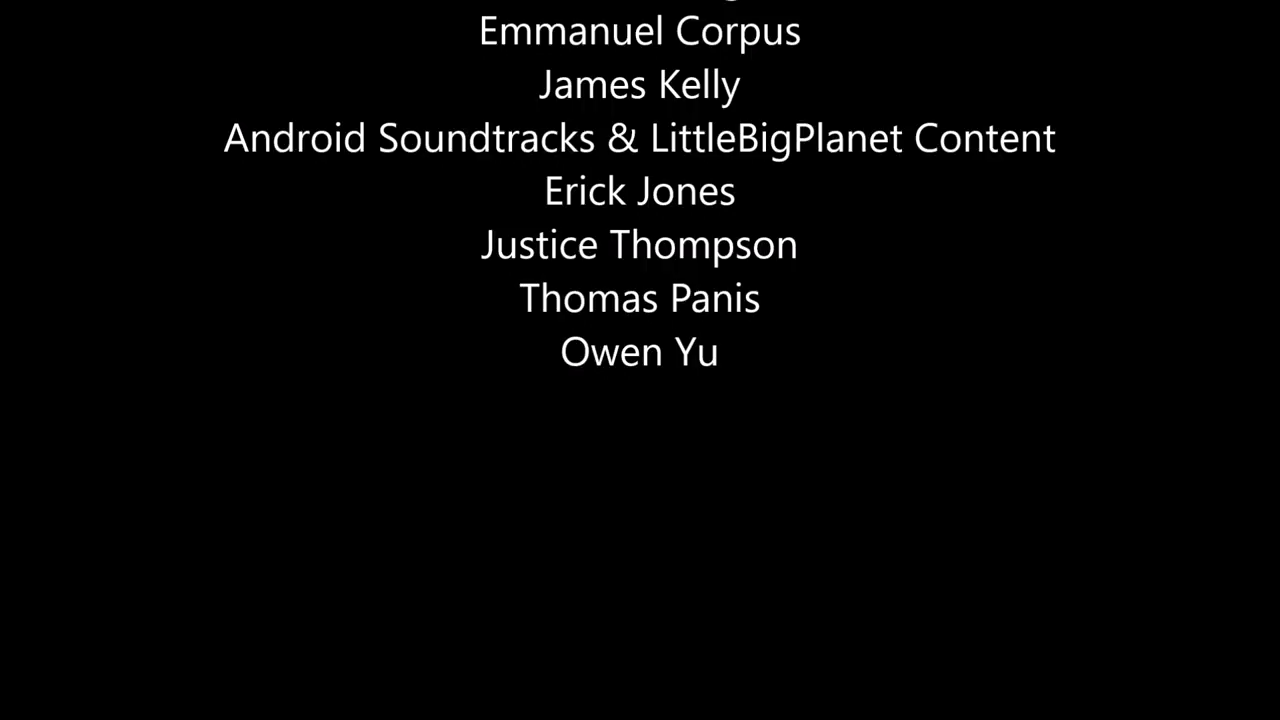 Emmanuel Corpus
James Kelly
Android Soundtracks & LittleBigPlanet Content
Erick Jones
Justice Thompson
Thomas Panis
Owen Yu